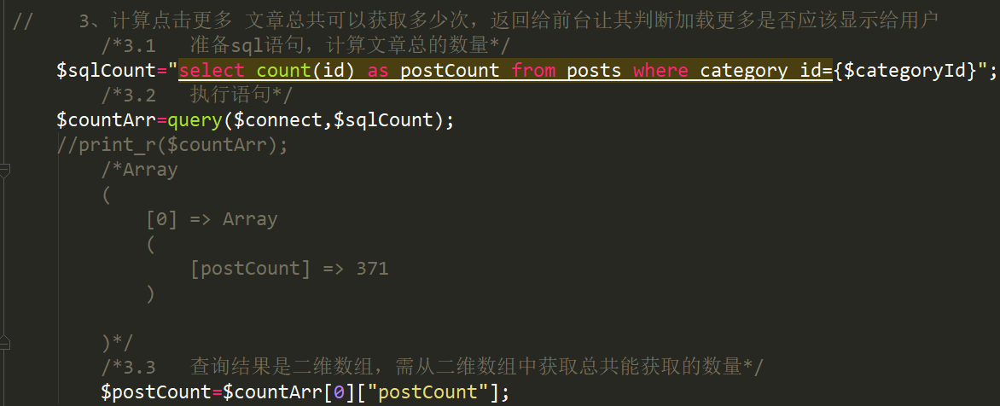 //      3、计算点击更多 文章总共可以获取多少次，返回给前台让其判断加载更多是否应该显示给用户
        /*3.1   准备sql语句，计算文章总的数量*/
    $sqlCount="select count(id) as postCount from posts where category_id={$categoryId}";
        /*3.2   执行语句*/
    $countArr=query($connect,$sqlCount);
    //print_r($countArr);
        /*Array
        (
            [0] => Array
            (
                [postCount] => 371
            )
        )*/
        /*3.3   查询结果是二维数组，需从二维数组中获取总共能获取的数量*/
        $postCount=$countArr[0]["postCount"];